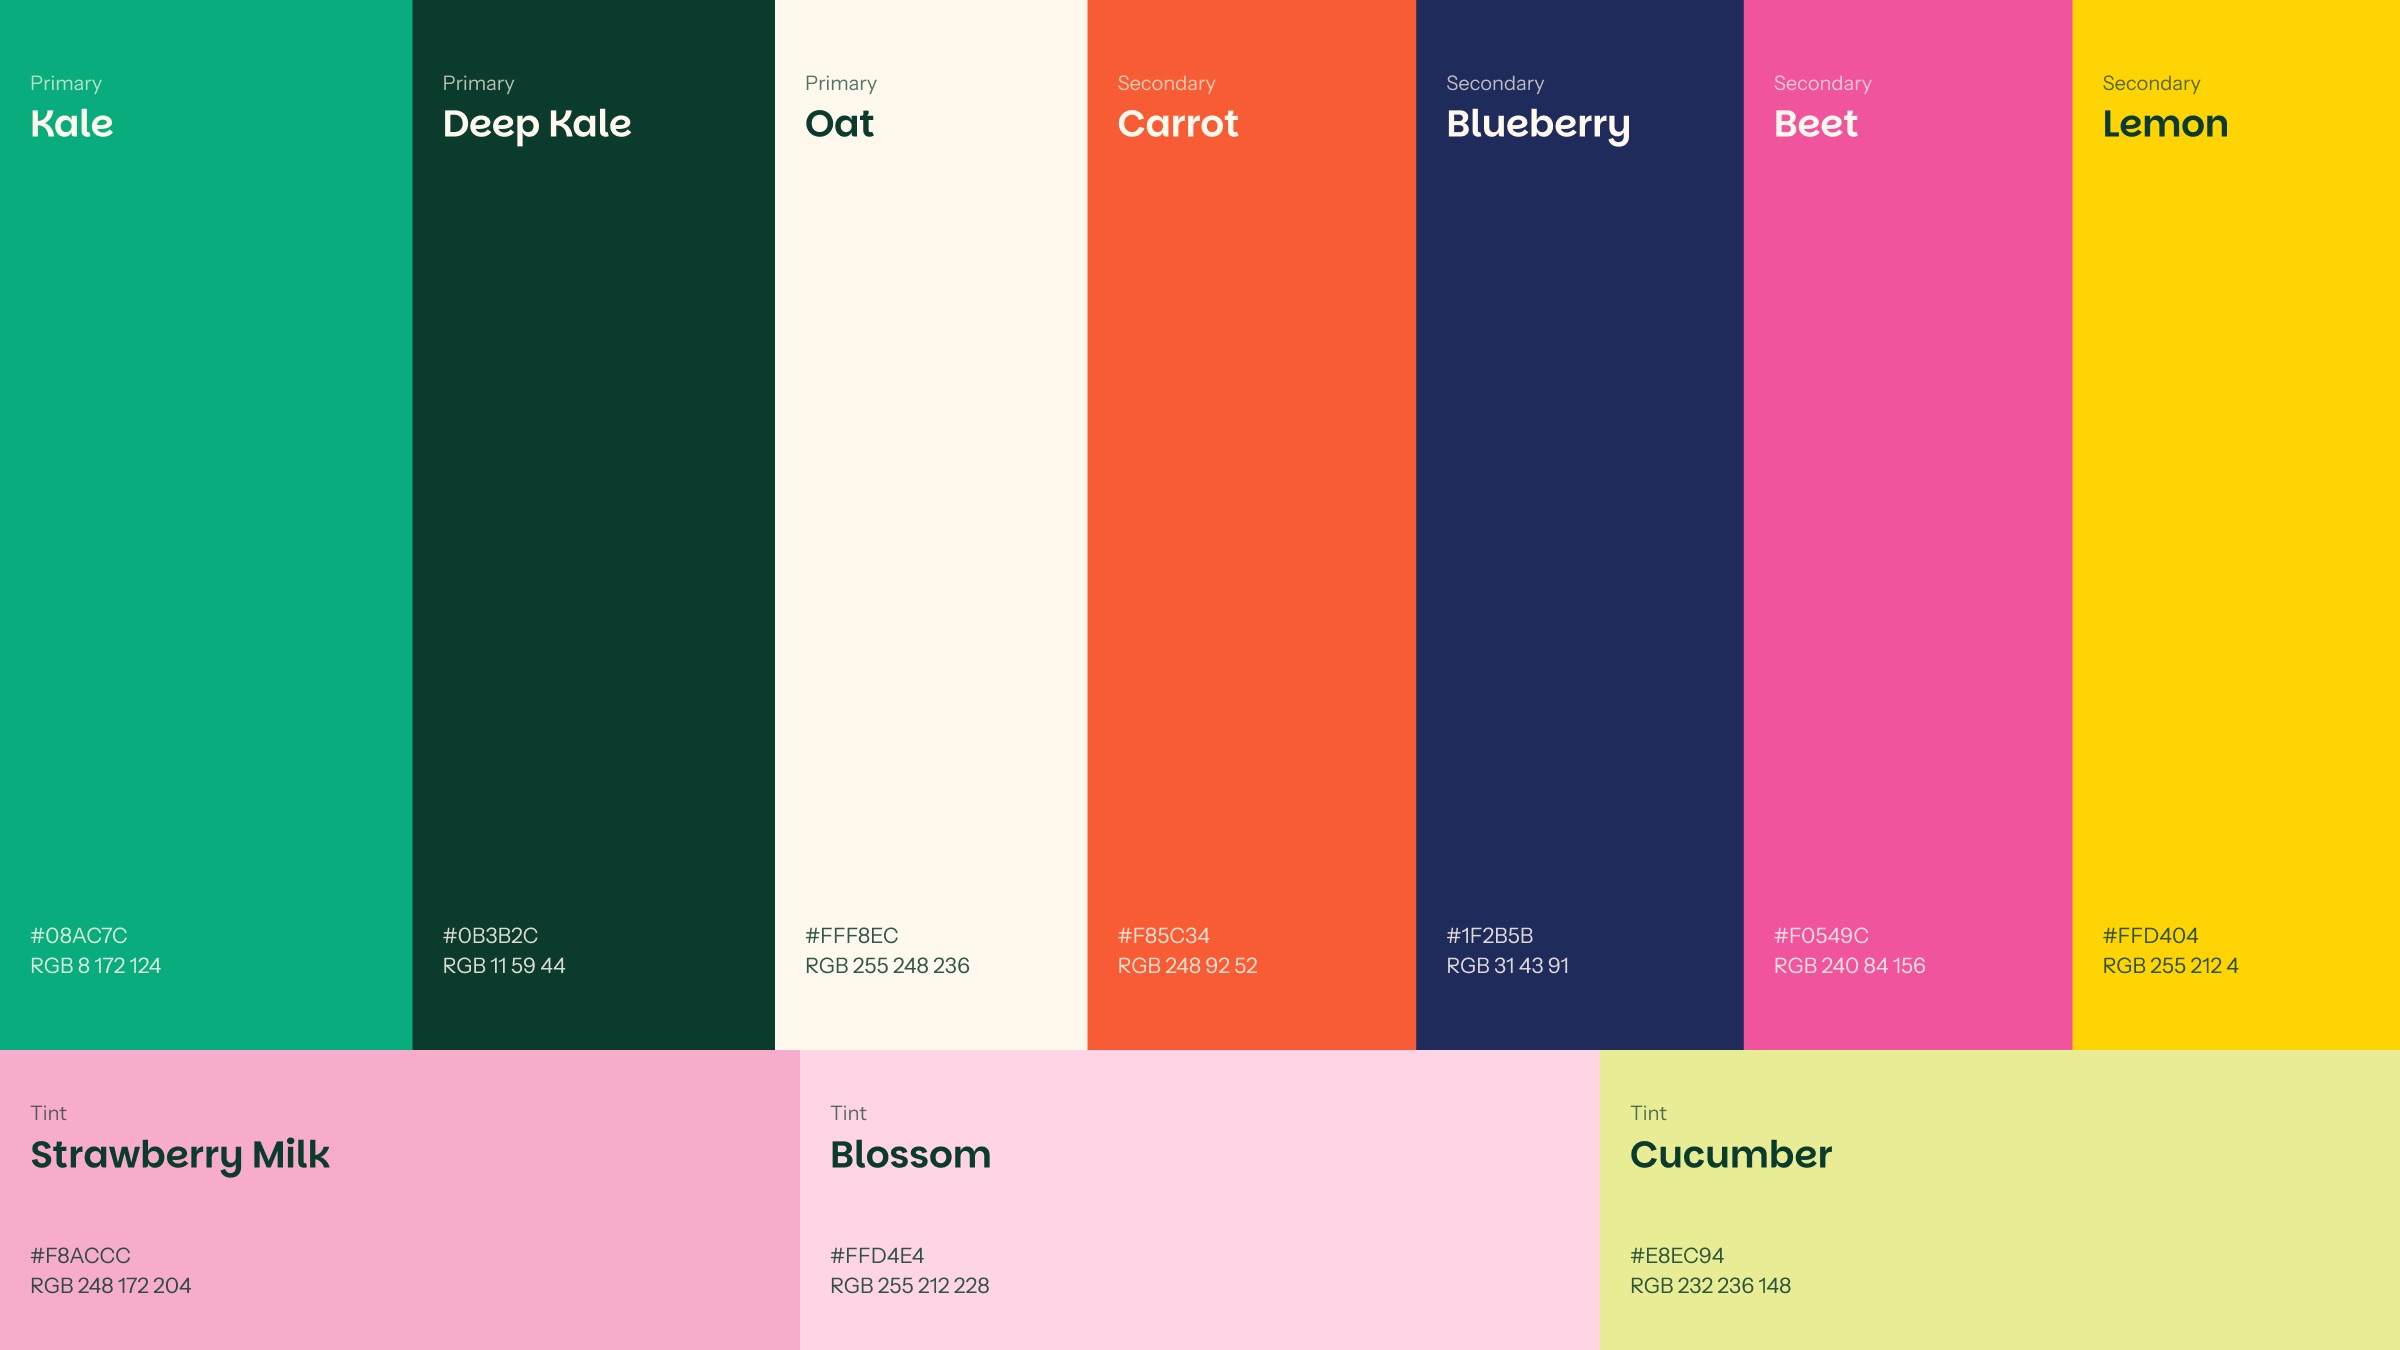 Primary
Kale
#08AC7C
RGB 8 172 124
Primary
Deep Kale
#0B3B2C
RGB 11 59 44
Primary
Oat
#FFF8EC
RGB 255 248 236
Secondary
Carrot
#F85C34
RGB 248 92 52
Secondary
Blueberry
#1F2B5B
RGB 31 43 91
Secondary
Beet
#F0549C
RGB 240 84 156
Secondary
Lemon
#FFD404
RGB 255 212 4
Tint
Strawberry Milk
#F8ACCC
RGB 248 172 204
Tint
Blossom
#FFD4E4
RGB 255 212 228
Tint
Cucumber
#E8EC94
RGB 232 236 148